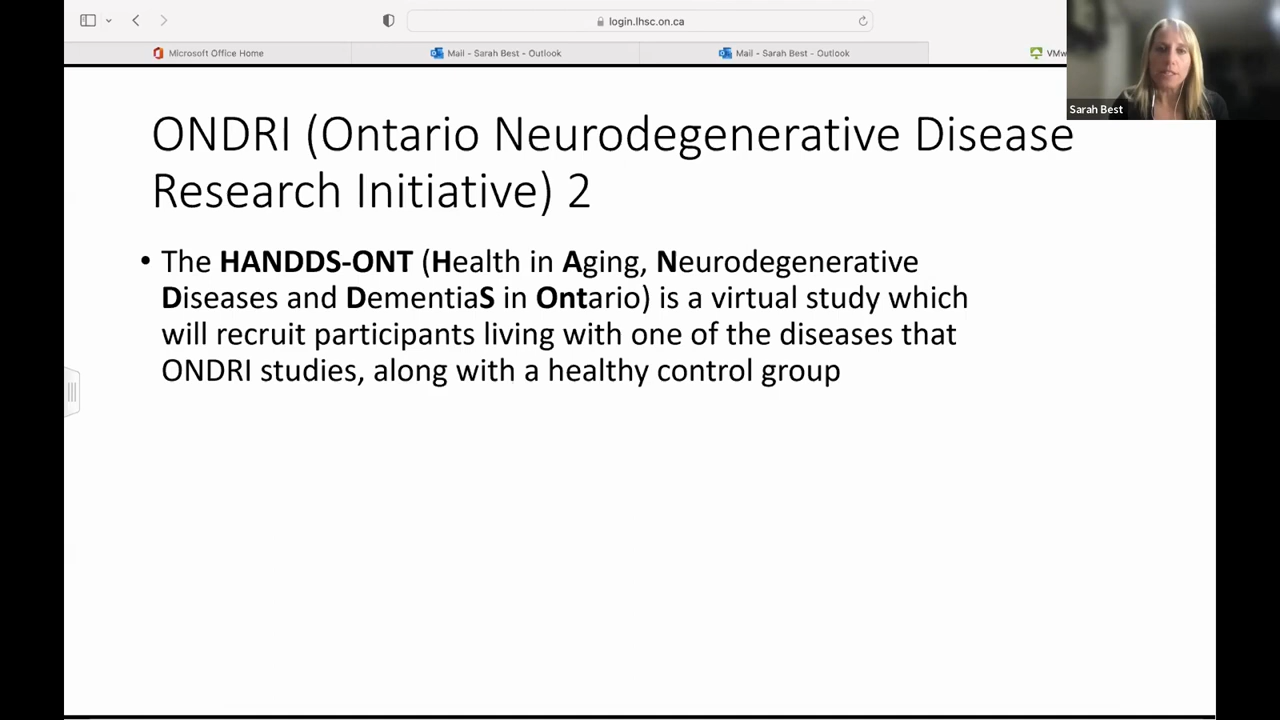 login.lhsc.on.ca
Microsoft Office Home
Mail - Sarah Best - Outlook
Mail - Sarah Best - Outlook
VMw
Sarah Best
ONDRI (Ontario Neurodegenerative Disease
Research Initiative) 2
• The HANDDS-ONT (Health in Aging, Neurodegenerative
Diseases and DementiaS in Ontario) is a virtual study which
will recruit participants living with one of the diseases that
ONDRI studies, along with a healthy control group